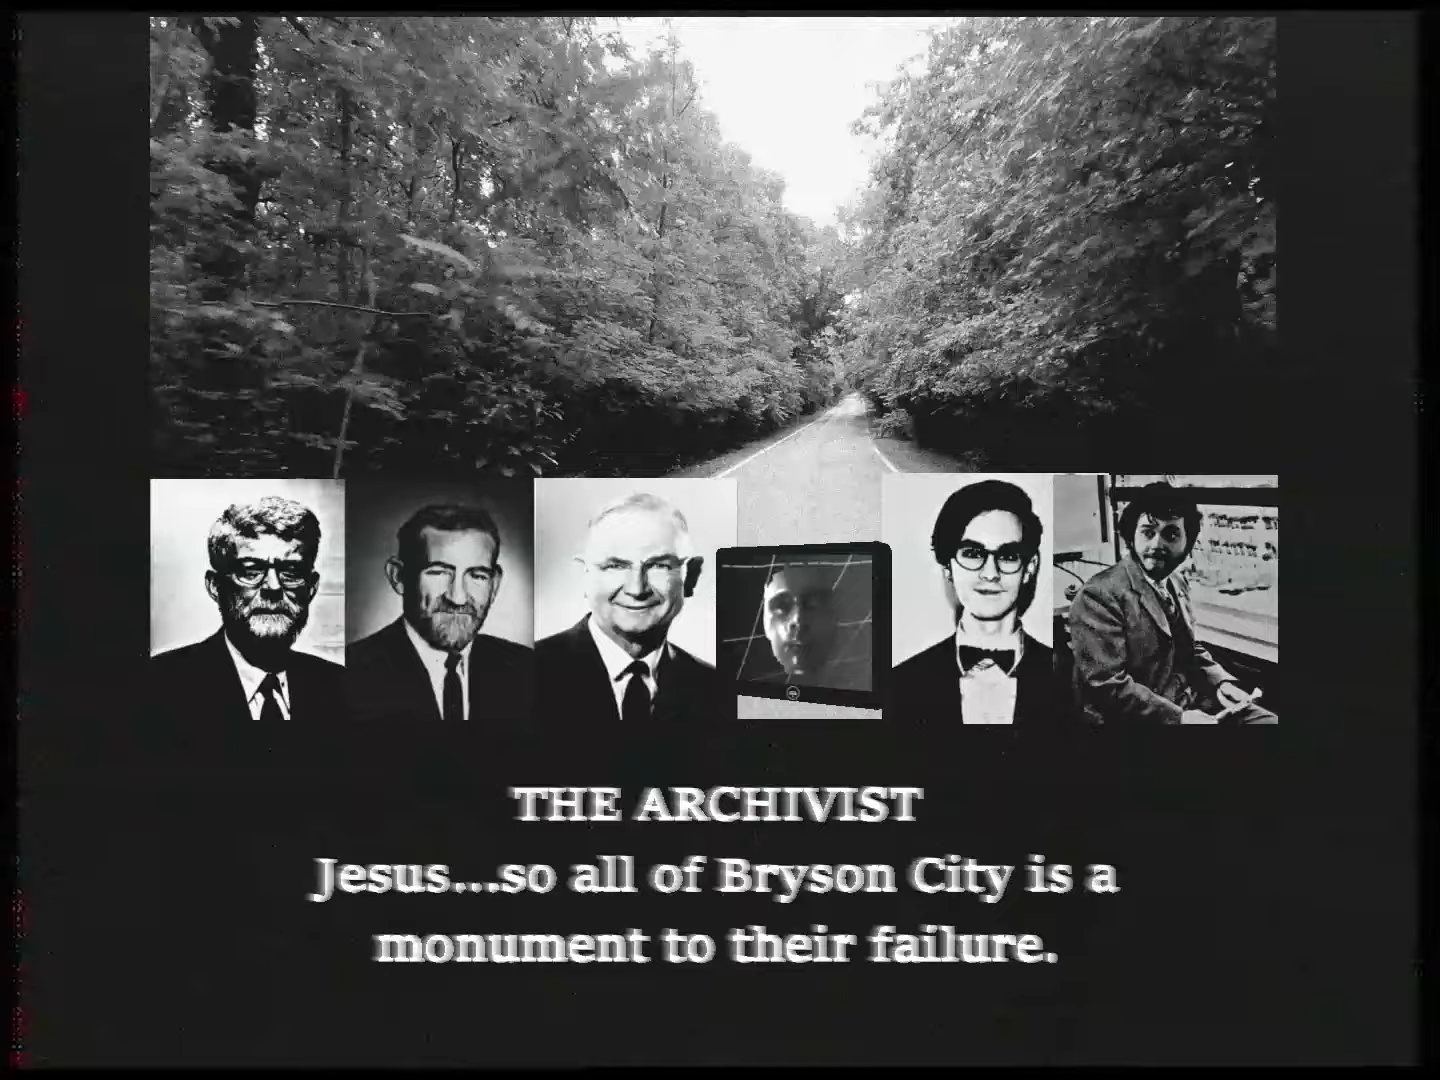 THE ARCHIVIST
Jesus...so all of Bryson City is a
monument to their failure.